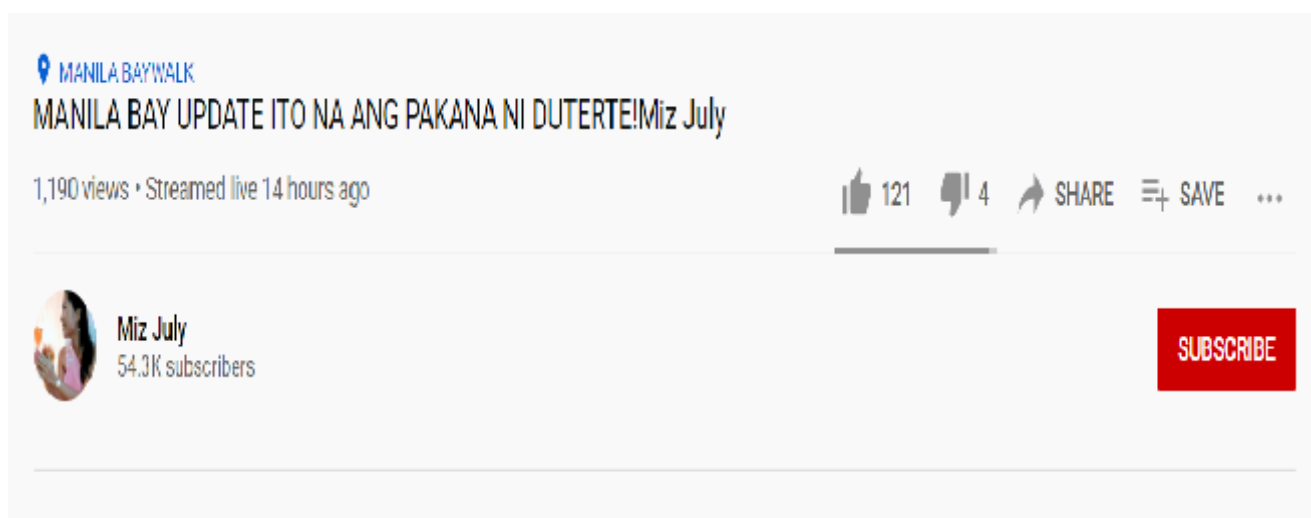 MANILA BAYWALK
MANILA BAY UPDATE ITO NA ANG PAKANA NI DUTERTE!Miz July
1,190 views • Streamed live 14 hours ago
121 4 SHARE SAVE
Miz July
54.3K subscribers
SUBSCRIBE